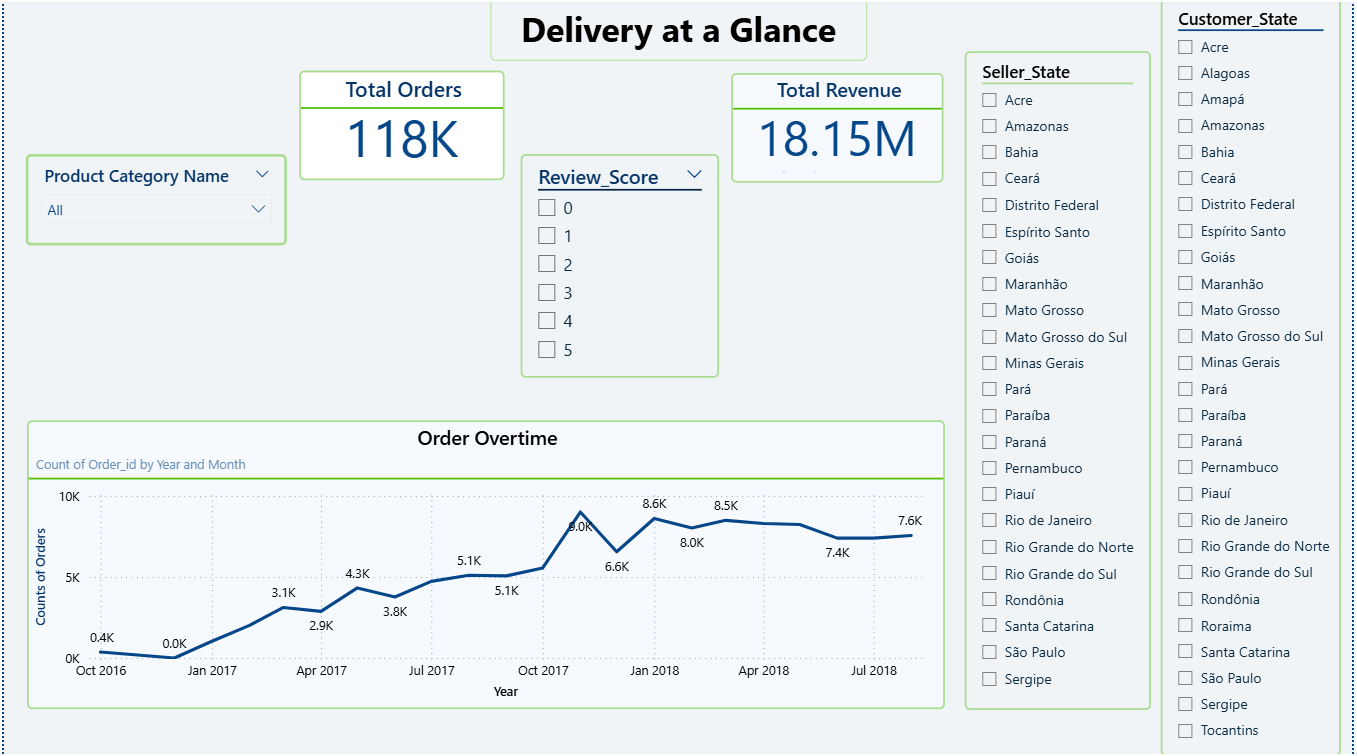 Delivery at a Glance
Total Orders
118K
Total Revenue
18.15M
Product Category Name
All
Review_Score
0
1
2
3
4
5
Order Overtime
Count of Order_id by Year and Month
Counts of Orders
10K
5K
0K
0.4K
0.0K
3.1K
2.9K
4.3K
3.8K
5.1K
5.1K
9.0K
6.6K
8.6K
8.0K
8.5K
7.4K
7.6K
Oct 2016
Jan 2017
Apr 2017
Jul 2017
Oct 2017
Jan 2018
Apr 2018
Jul 2018
Year
Seller_State
Acre
Amazonas
Bahia
Ceará
Distrito Federal
Espírito Santo
Goiás
Maranhão
Mato Grosso
Mato Grosso do Sul
Minas Gerais
Pará
Paraíba
Paraná
Pernambuco
Piauí
Rio de Janeiro
Rio Grande do Norte
Rio Grande do Sul
Rondônia
Santa Catarina
São Paulo
Sergipe
Customer_State
Acre
Alagoas
Amapá
Amazonas
Bahia
Ceará
Distrito Federal
Espírito Santo
Goiás
Maranhão
Mato Grosso
Mato Grosso do Sul
Minas Gerais
Pará
Paraíba
Paraná
Pernambuco
Piauí
Rio de Janeiro
Rio Grande do Norte
Rio Grande do Sul
Rondônia
Roraima
Santa Catarina
São Paulo
Sergipe
Tocantins